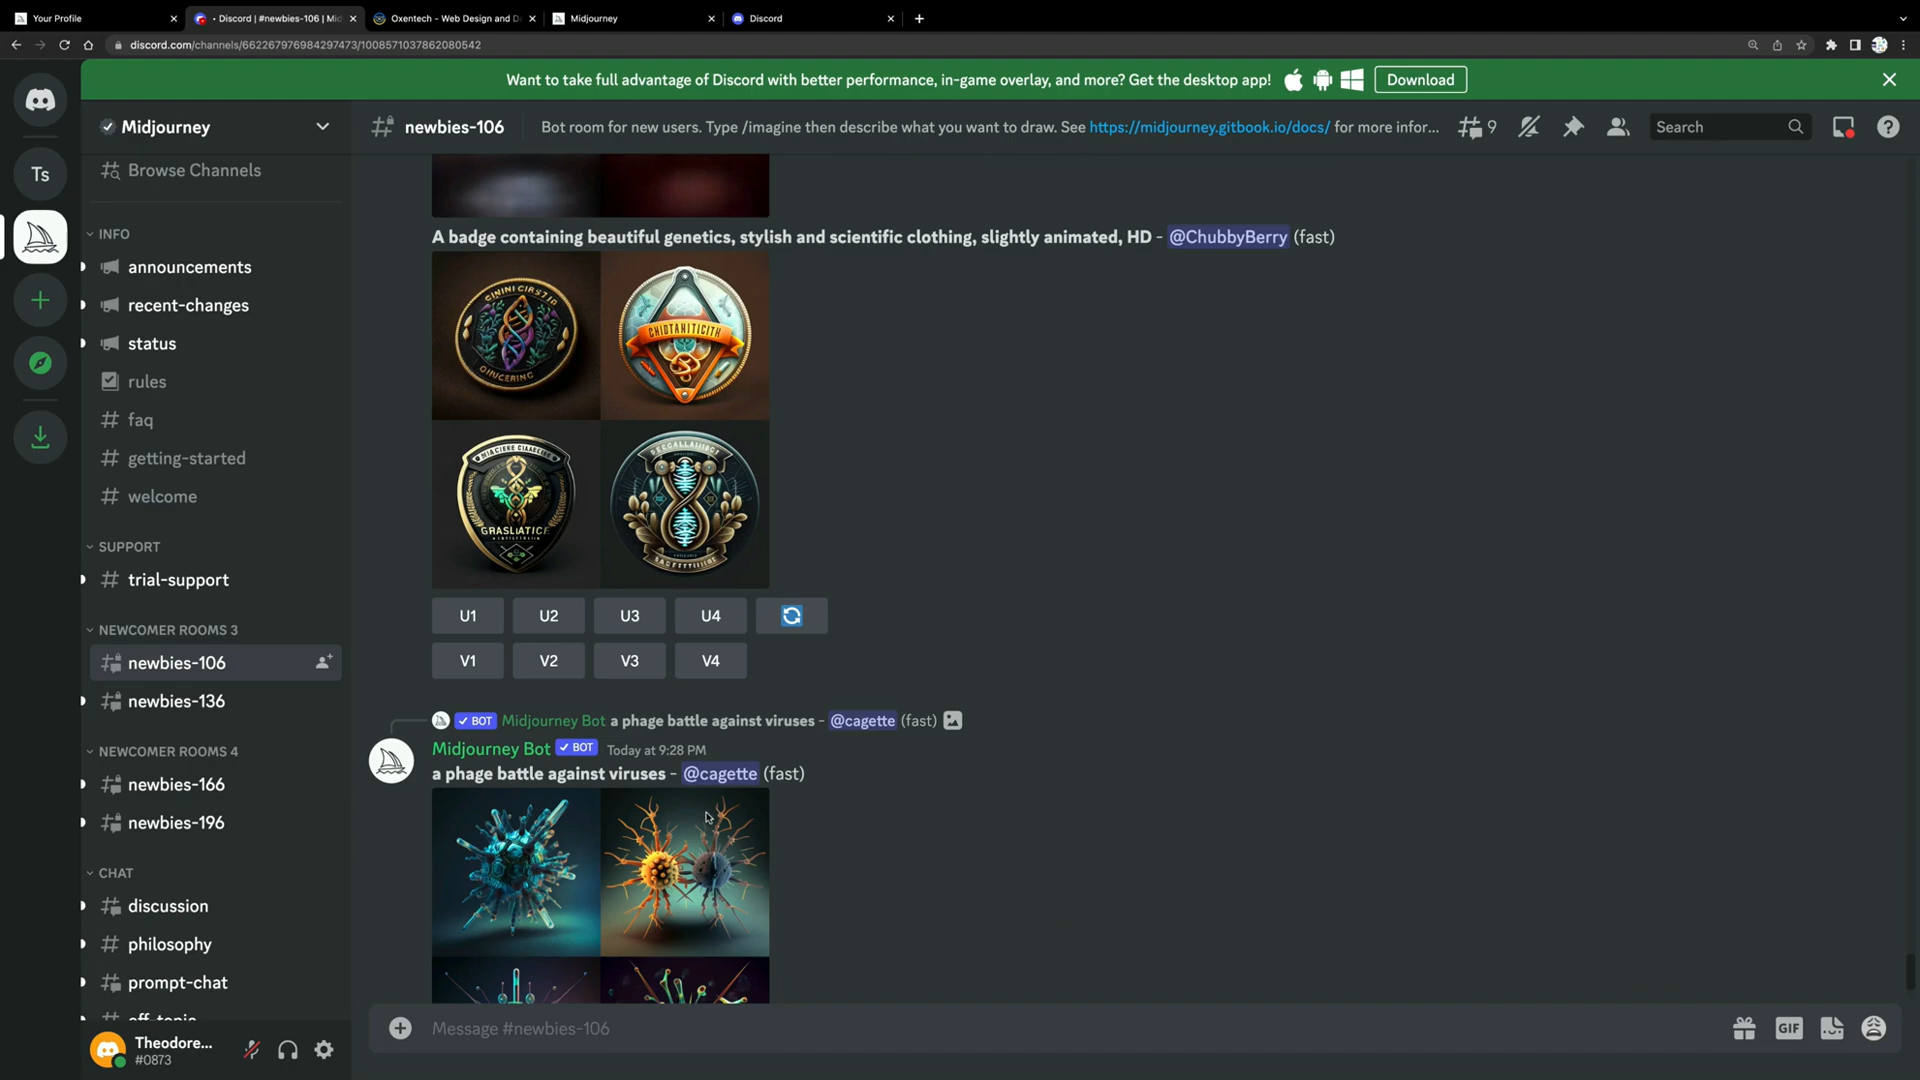 Your Profile
• Discord | #newbies-106 | Mid
Oxentech - Web Design and D
Midjourney
Discord
discord.com/channels/662267976984297473/1008571037862080542
Want to take full advantage of Discord with better performance, in-game overlay, and more? Get the desktop app!
Download
Midjourney
newbies-106
Bot room for new users. Type /imagine then describe what you want to draw. See https://midjourney.gitbook.io/docs/ for more infor...
9
Search
Browse Channels
Ts
INFO
announcements
recent-changes
status
rules
faq
getting-started
welcome
SUPPORT
trial-support
NEWCOMER ROOMS 3
newbies-106
newbies-136
NEWCOMER ROOMS 4
newbies-166
newbies-196
CHAT
discussion
philosophy
prompt-chat
off-topic
Theodore...
#0873
A badge containing beautiful genetics, stylish and scientific clothing, slightly animated, HD - @ChubbyBerry (fast)
CHIDTANITICITH
GRASLIATICE
U1
U2
U3
U4
V1
V2
V3
V4
BOT Midjourney Bot a phage battle against viruses - @cagette (fast)
Midjourney Bot BOT Today at 9:28 PM
a phage battle against viruses - @cagette (fast)
Message #newbies-106
GIF